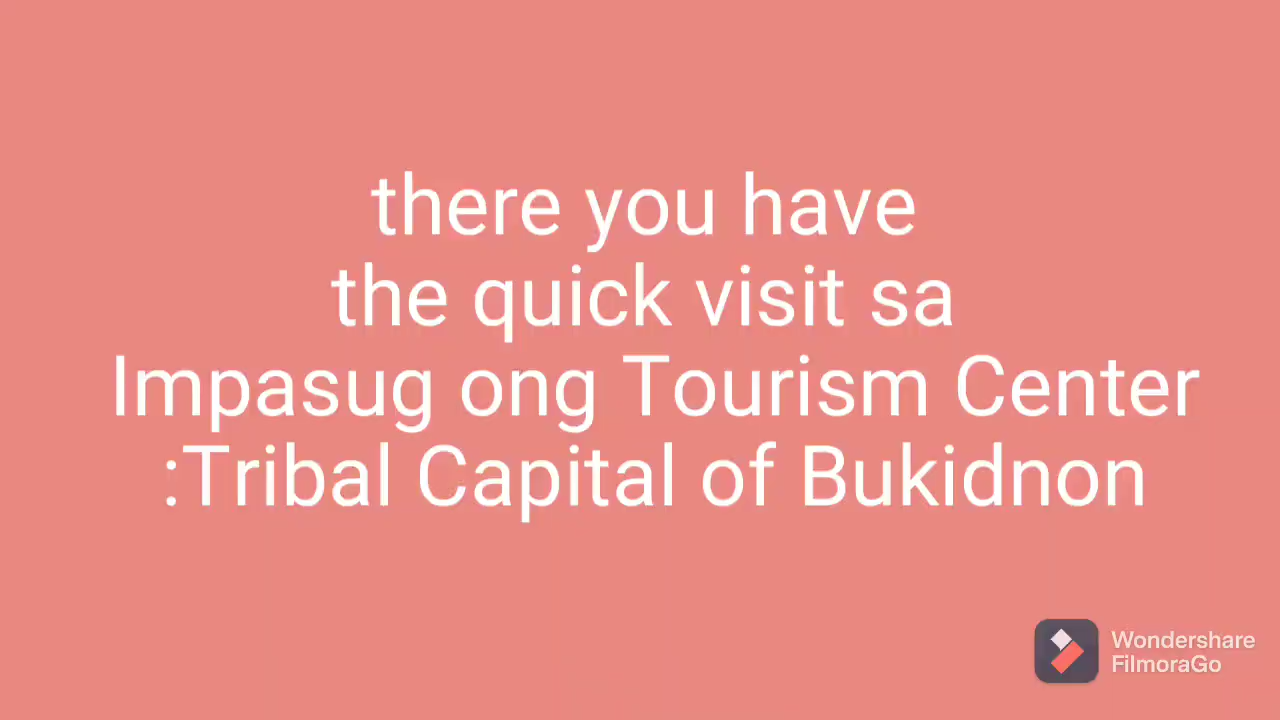 there you have
the quick visit sa
Impasug ong Tourism Center
:Tribal Capital of Bukidnon
Wondershare
FilmoraGo